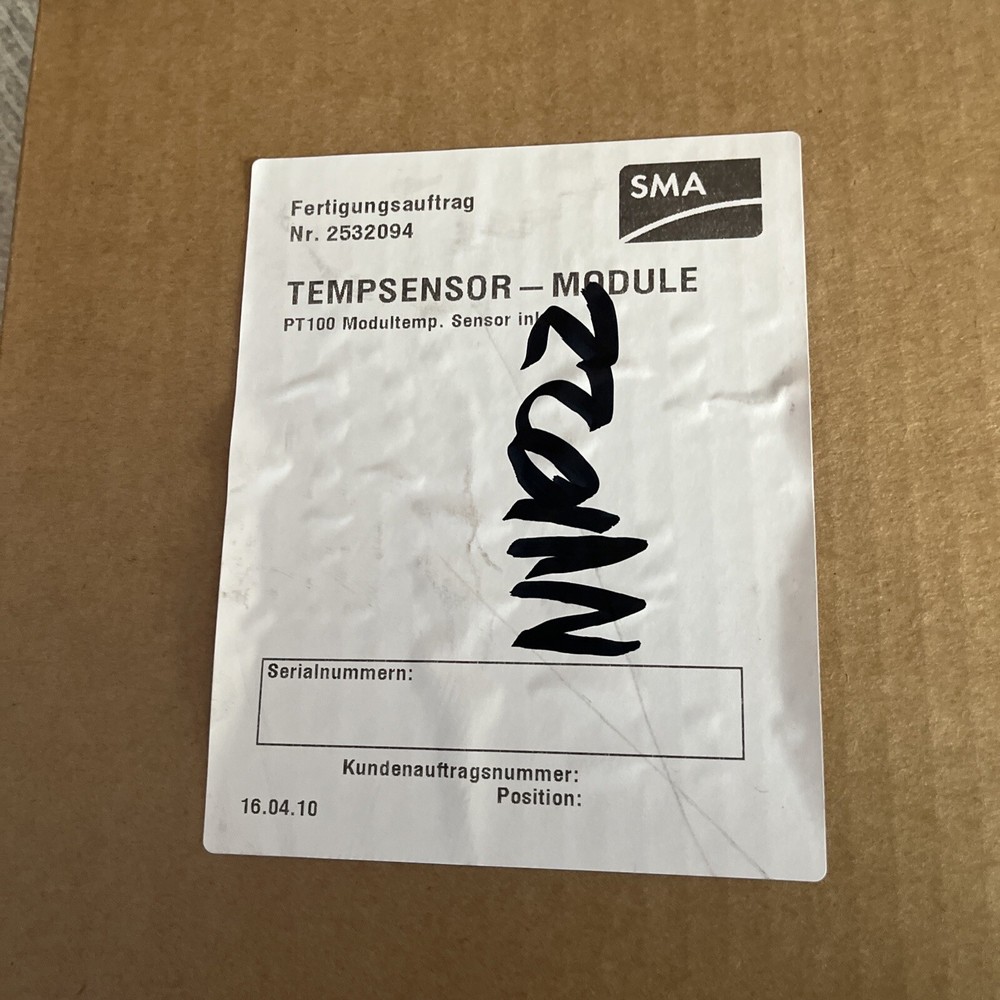 Fertigungsauftrag
Nr. 2532094
SMA
TEMPSENSOR – MODULE
PT100 Modultemp. Sensor
Serialnummern:
Kundenauftragsnummer:
Position:
16.04.10